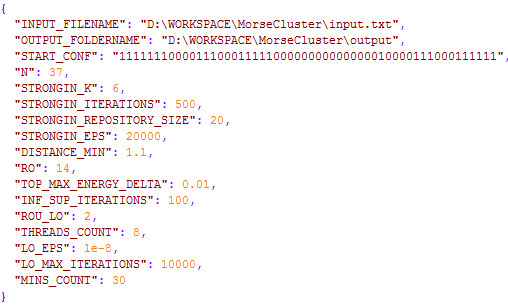 {
"INPUT_FILENAME": "D:\WORKSPACE\MorseCluster\input.txt",
"OUTPUT_FOLDERNAME": "D:\WORKSPACE\MorseCluster\output",
"START_CONF": "1111111100001110001111100000000000000010000111000111111",
"N": 37,
"STRONGIN_K": 6,
"STRONGIN_ITERATIONS": 500,
"STRONGIN_REPOSITORY_SIZE": 20,
"STRONGIN_EPS": 20000,
"DISTANCE_MIN": 1.1,
"RO": 14,
"TOP_MAX_ENERGY_DELTA": 0.01,
"INF_SUP_ITERATIONS": 100,
"ROU_LO": 2,
"THREADS_COUNT": 8,
"LO_EPS": 1e-8,
"LO_MAX_ITERATIONS": 10000,
"MINS_COUNT": 30
}